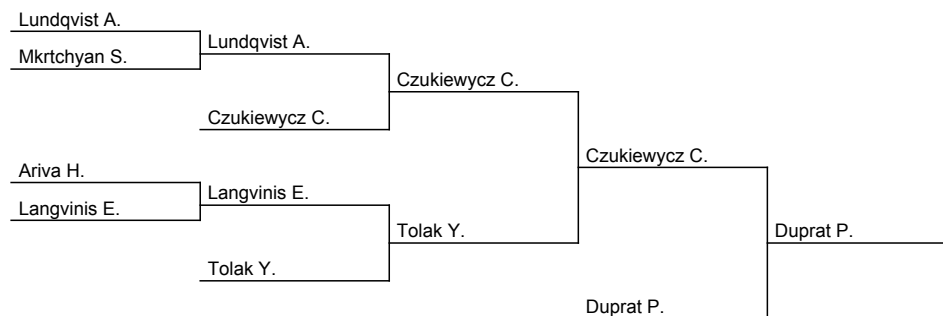 Lundqvist A.
Mkrtchyan S.
Lundqvist A.
Czukiewycz C.
Czukiewycz C.
Ariva H.
Langvinis E.
Langvinis E.
Tolak Y.
Tolak Y.
Czukiewycz C.
Duprat P.
Duprat P.